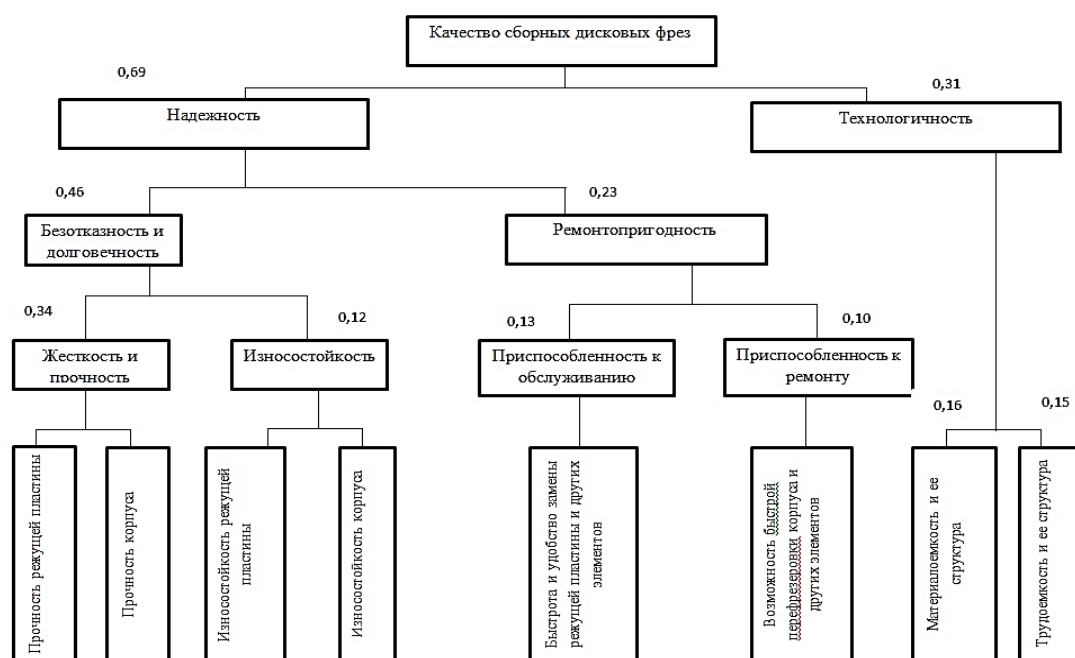 Качество сборных дисковых фрез
0,69
0,31
Надежность
Технологичность
0,46
0,23
Безотказность и
долговечность
Ремонтопригодность
0,34
0,12
0,13
0,10
Жесткость и
прочность
Износостойкость
Приспособленность к
обслуживанию
Приспособленность к
ремонту
0,16
0,15
Прочность режущей пластины
Прочность корпуса
Износостойкость режущей
пластины
Износостойкость корпуса
Быстрота и удобство замены
режущей пластины и других
элементов
Возможность быстрой
перефрезеровки корпуса и
других элементов
Материалоемкость и ее
структура
Трудоемкость и ее структура